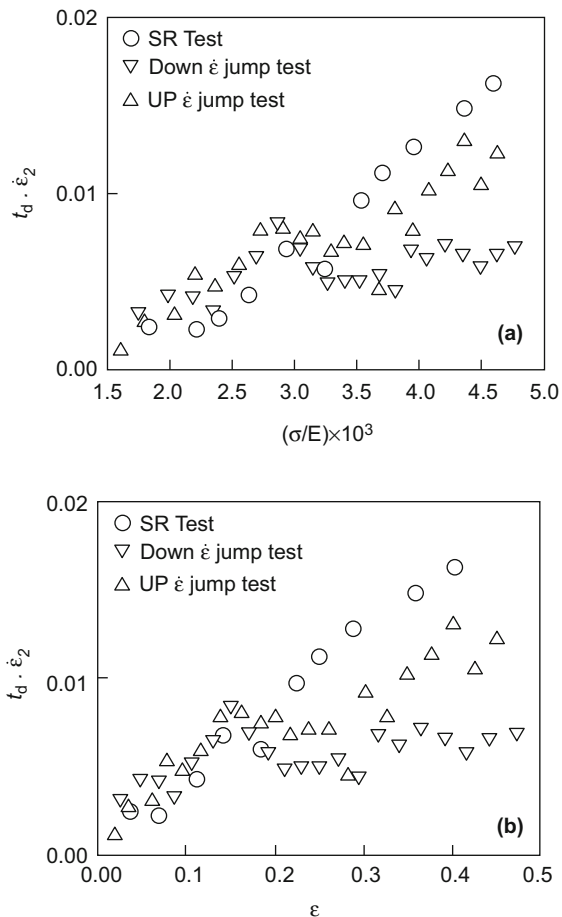 0.02
SR Test
Down ε̇ jump test
UP ε̇ jump test
t_d · ε̇₂
0.01
0.00
(a)
1.5 2.0 2.5 3.0 3.5 4.0 4.5 5.0
(σ/E)×10³
0.02
SR Test
Down ε̇ jump test
UP ε̇ jump test
t_d · ε̇₂
0.01
0.00
(b)
0.00 0.1 0.2 0.3 0.4 0.5
ε